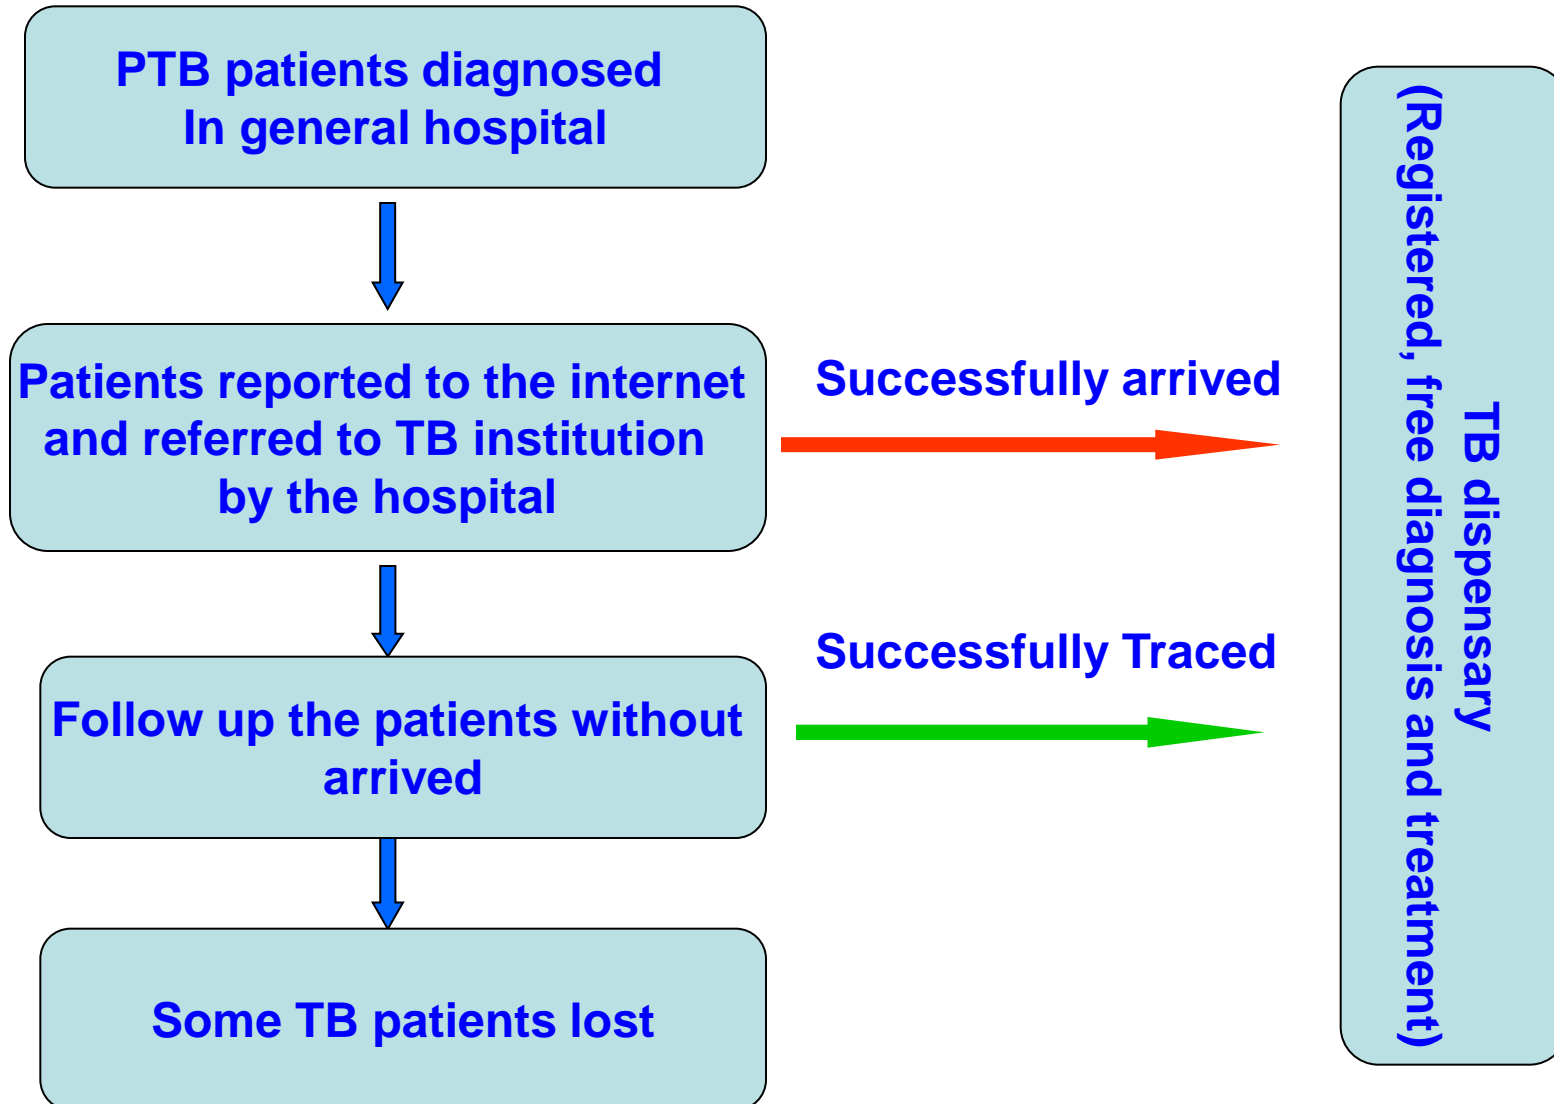 PTB patients diagnosed
In general hospital
Patients reported to the internet
and referred to TB institution
by the hospital
Successfully arrived
Follow up the patients without
arrived
Successfully Traced
Some TB patients lost
TB dispensary
(Registered, free diagnosis and treatment)